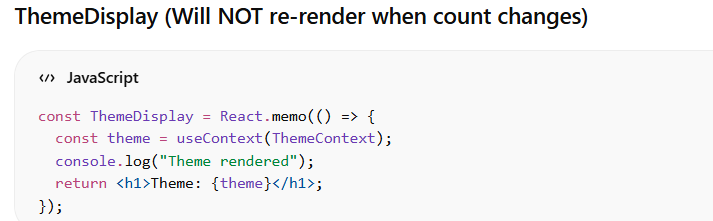 ThemeDisplay (Will NOT re-render when count changes)
</> JavaScript
const ThemeDisplay = React.memo(() => {
  const theme = useContext(ThemeContext);
  console.log("Theme rendered");
  return <h1>Theme: {theme}</h1>;
});